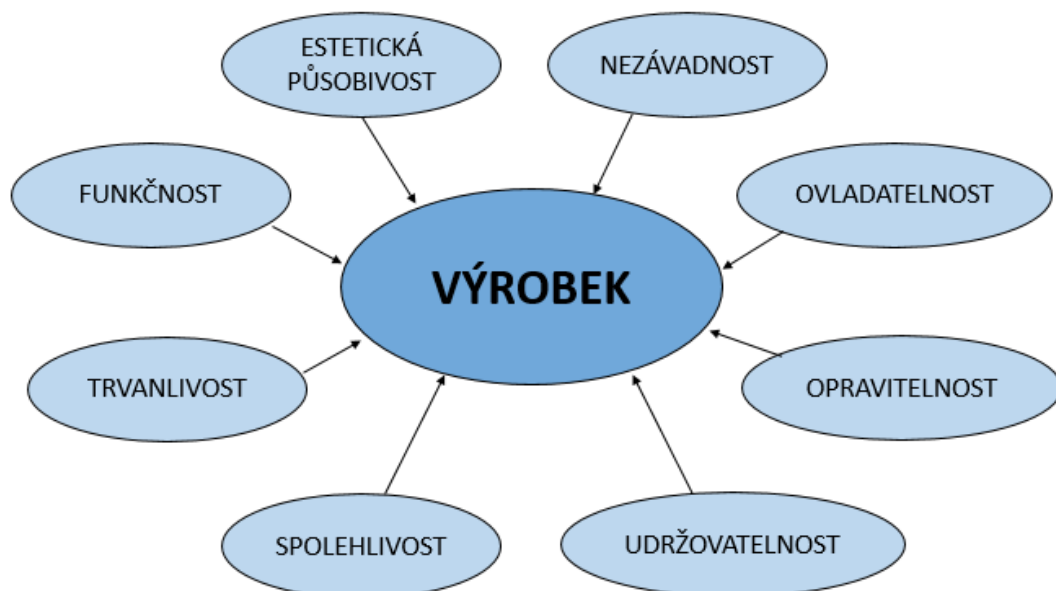 ESTETICKÁ
PŮSOBIVOST
NEZÁVADNOST
FUNKČNOST
OVLADATELNOST
VÝROBEK
TRVANLIVOST
OPRAVITELNOST
SPOLEHLIVOST
UDRŽOVATELNOST